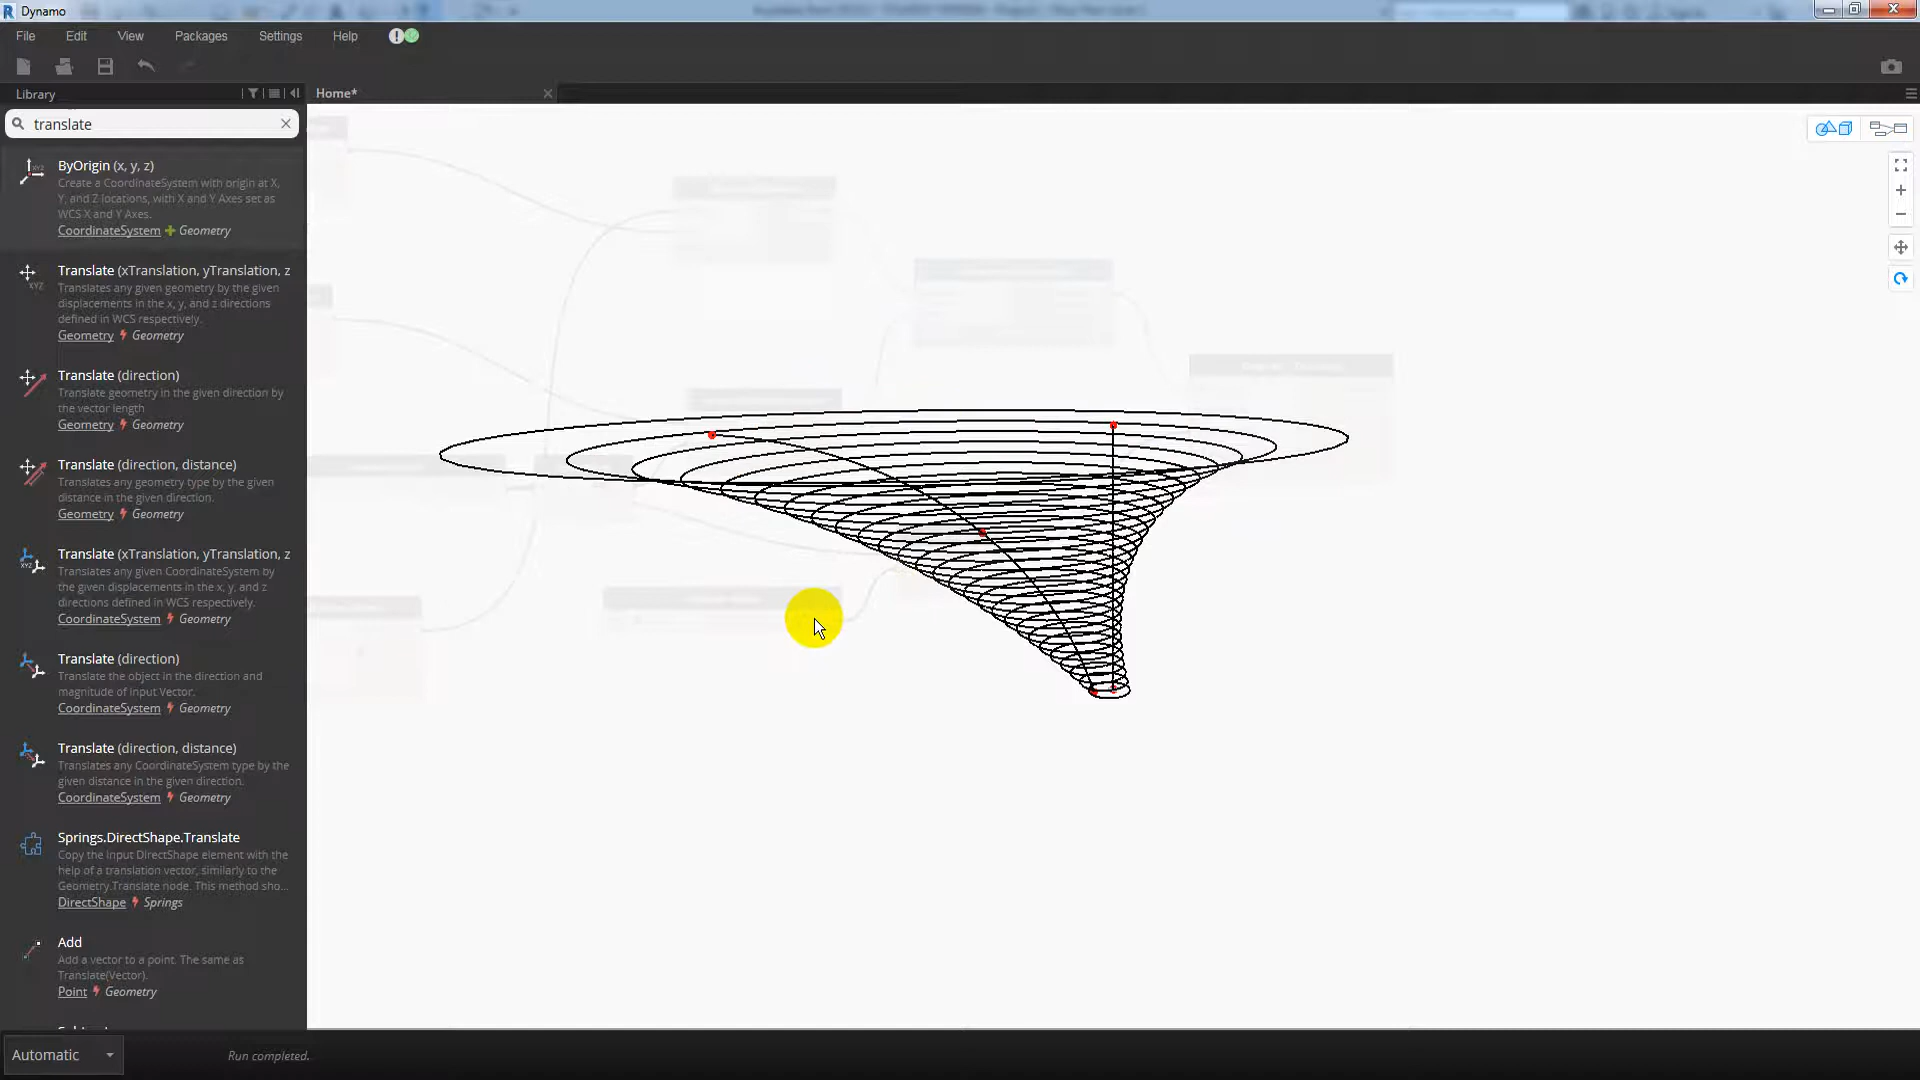 Dynamo
File Edit View Packages Settings Help
Library
Home*
translate
ByOrigin (x, y, z)
Create a CoordinateSystem with origin at X,
Y, and Z locations, with X and Y Axes set as
WCS X and Y Axes.
CoordinateSystem Geometry
Translate (xTranslation, yTranslation, z
Translates any given geometry by the given
displacements in the x, y, and z directions
defined in WCS respectively.
Geometry Geometry
Translate (direction)
Translate geometry in the given direction by
the vector length
Geometry Geometry
Translate (direction, distance)
Translates any geometry type by the given
distance in the given direction.
Geometry Geometry
Translate (xTranslation, yTranslation, z
Translates any given CoordinateSystem by
the given displacements in the x, y, and z
directions defined in WCS respectively.
CoordinateSystem Geometry
Translate (direction)
Translate the object in the direction and
magnitude of input Vector.
CoordinateSystem Geometry
Translate (direction, distance)
Translates any CoordinateSystem type by the
given distance in the given direction.
CoordinateSystem Geometry
Springs.DirectShape.Translate
Copy the input DirectShape element with the
help of a translation vector, similarly to the
Geometry.Translate node. This method sho...
DirectShape Springs
Add
Add a vector to a point. The same as
Translate(Vector).
Point Geometry
Automatic
Run completed.